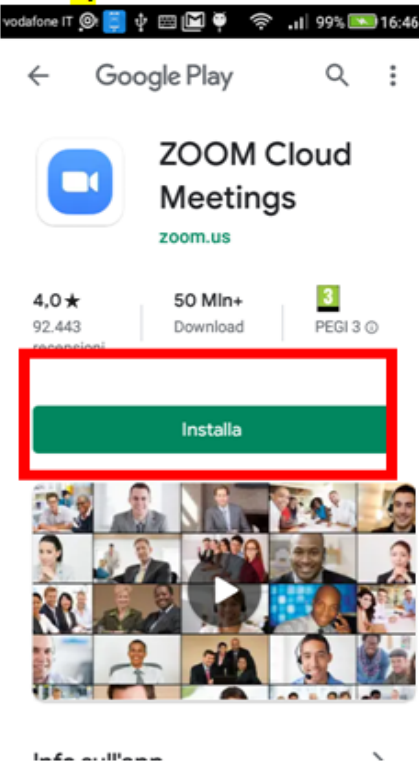 vodafone IT 99% 16:46
Google Play
ZOOM Cloud
Meetings
zoom.us
4,0★ 50 Mln+ 3
92.443 Download PEGI 3
recensioni
Installa
Info sull'app